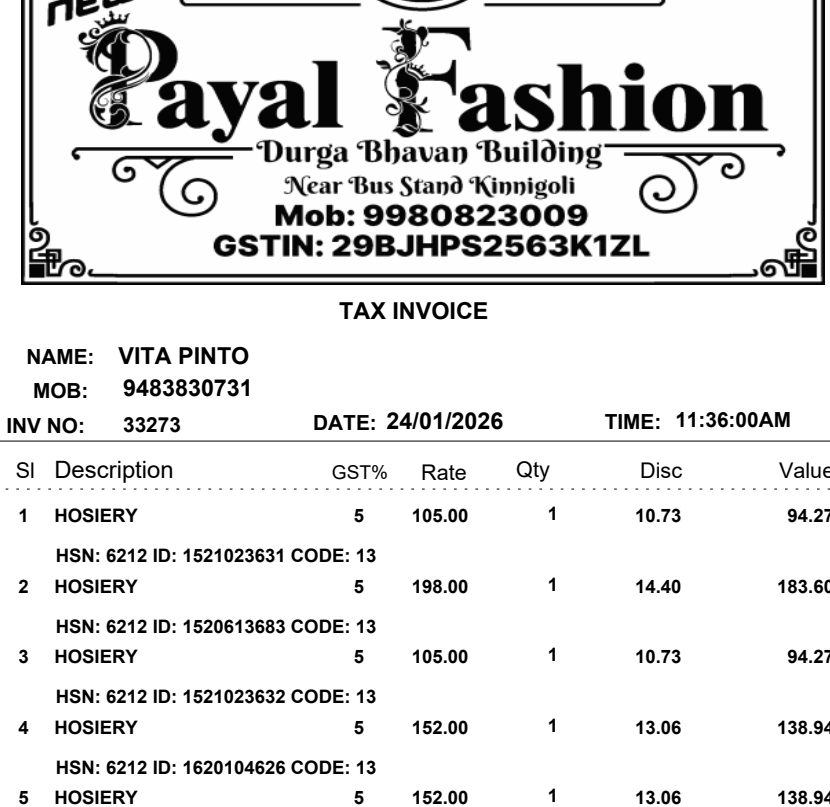 new
Payal Fashion
Durga Bhavan Building
Near Bus Stand Kinnigoli
Mob: 9980823009
GSTIN: 29BJHPS2563K1ZL
TAX INVOICE
NAME: VITA PINTO
MOB: 9483830731
INV NO: 33273 DATE: 24/01/2026 TIME: 11:36:00AM
Sl Description GST% Rate Qty Disc Value
1 HOSIERY 5 105.00 1 10.73 94.27
HSN: 6212 ID: 1521023631 CODE: 13
2 HOSIERY 5 198.00 1 14.40 183.60
HSN: 6212 ID: 1520613683 CODE: 13
3 HOSIERY 5 105.00 1 10.73 94.27
HSN: 6212 ID: 1521023632 CODE: 13
4 HOSIERY 5 152.00 1 13.06 138.94
HSN: 6212 ID: 1620104626 CODE: 13
5 HOSIERY 5 152.00 1 13.06 138.94